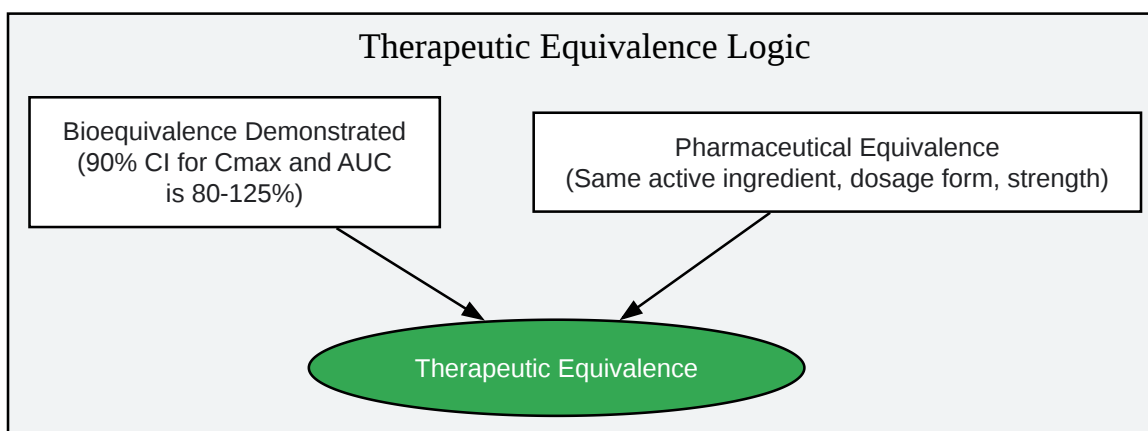 Therapeutic Equivalence Logic
Bioequivalence Demonstrated
(90% CI for Cmax and AUC
is 80-125%)
Pharmaceutical Equivalence
(Same active ingredient, dosage form, strength)
Therapeutic Equivalence